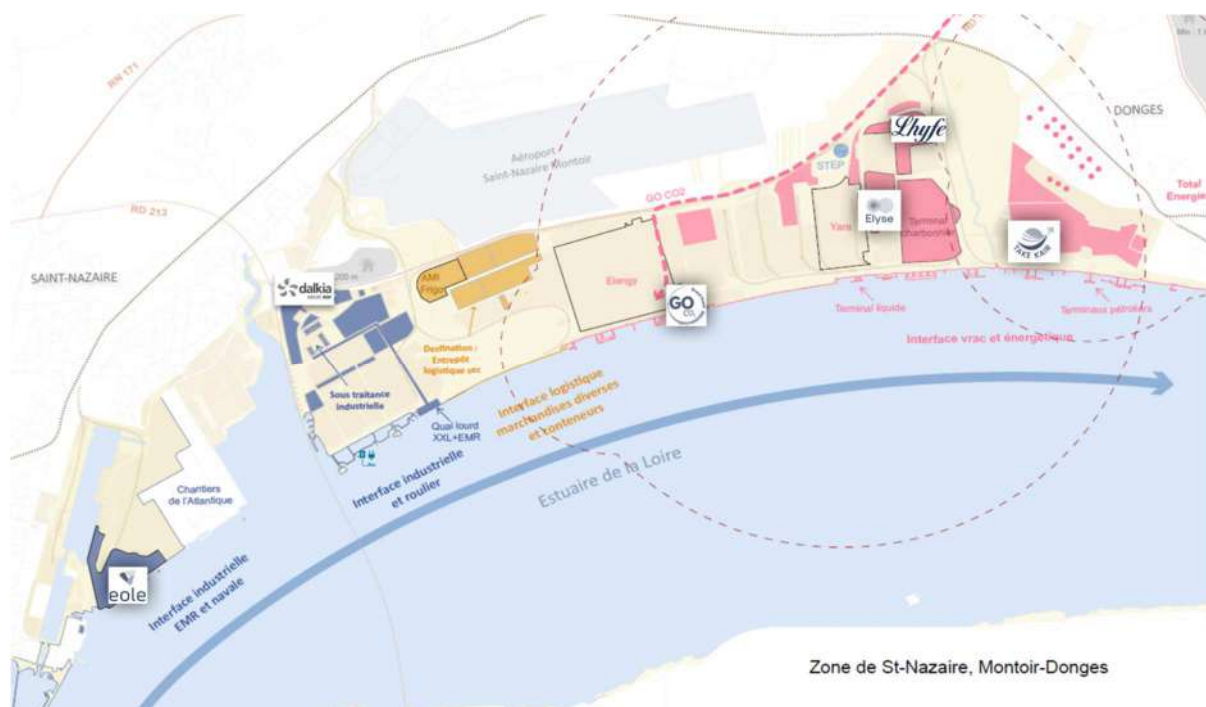 RN 171
DONGES
Lhyfe
STEP
Aéroport
Saint-Nazaire Montoir
GO CO2
Total
RD 213
Elyse
Yara
Terminal
charbonnier
TAKE KAIR
SAINT-NAZAIRE
dalkia
200 m
AMI
Frigo
Elengy
GO
CO₂
Terminal liquide
Terminaux pétroliers
Interface vrac et énergétique
Destination :
Entrepôt
logistique sec
Sous traitance
industrielle
Interface logistique
marchandises diverses
et conteneurs
Quai lourd
XXL+EMR
Interface industrielle
et roulier
Estuaire de la Loire
Chantiers
de l'Atlantique
eole
Interface industrielle
EMR et navale
Zone de St-Nazaire, Montoir-Donges